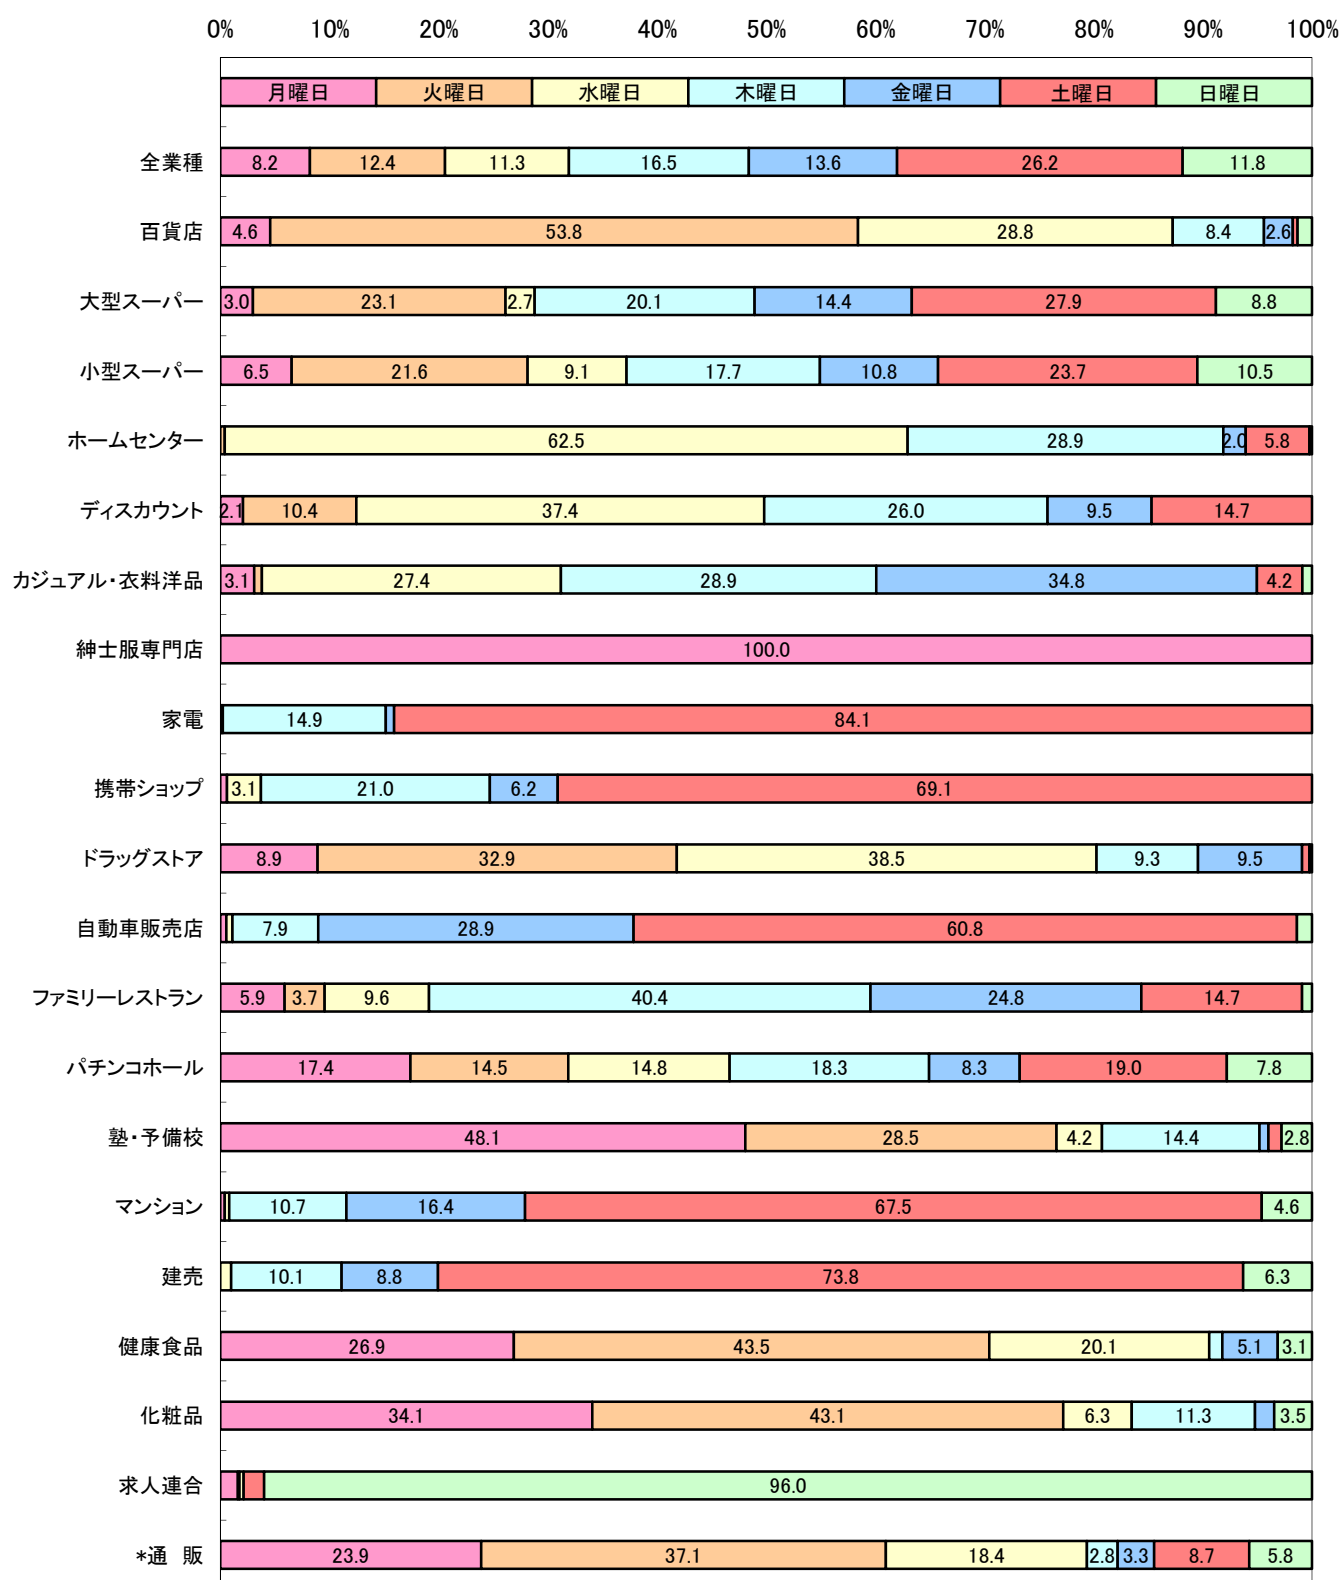 0% 10% 20% 30% 40% 50% 60% 70% 80% 90% 100%
月曜日 火曜日 水曜日 木曜日 金曜日 土曜日 日曜日
全業種 8.2 12.4 11.3 16.5 13.6 26.2 11.8
百貨店 4.6 53.8 28.8 8.4 2.6
大型スーパー 3.0 23.1 2.7 20.1 14.4 27.9 8.8
小型スーパー 6.5 21.6 9.1 17.7 10.8 23.7 10.5
ホームセンター 62.5 28.9 2.0 5.8
ディスカウント 2.1 10.4 37.4 26.0 9.5 14.7
カジュアル・衣料洋品 3.1 27.4 28.9 34.8 4.2
紳士服専門店 100.0
家電 14.9 84.1
携帯ショップ 3.1 21.0 6.2 69.1
ドラッグストア 8.9 32.9 38.5 9.3 9.5
自動車販売店 7.9 28.9 60.8
ファミリーレストラン 5.9 3.7 9.6 40.4 24.8 14.7
パチンコホール 17.4 14.5 14.8 18.3 8.3 19.0 7.8
塾・予備校 48.1 28.5 4.2 14.4 2.8
マンション 10.7 16.4 67.5 4.6
建売 10.1 8.8 73.8 6.3
健康食品 26.9 43.5 20.1 5.1 3.1
化粧品 34.1 43.1 6.3 11.3 3.5
求人連合 96.0
*通　販 23.9 37.1 18.4 2.8 3.3 8.7 5.8